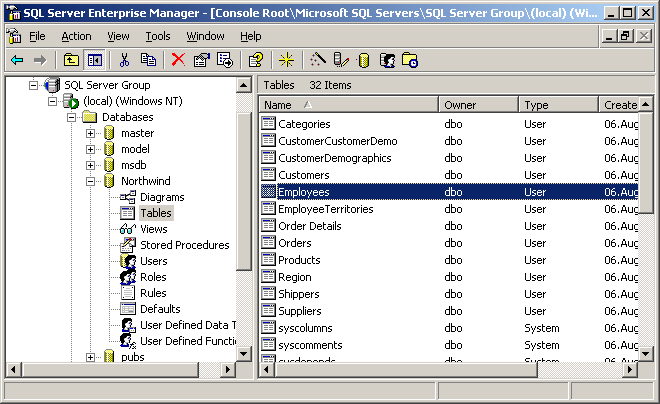 SQL Server Enterprise Manager - [Console Root\Microsoft SQL Servers\SQL Server Group\(local) (Wi...
File Action View Tools Window Help
SQL Server Group
(local) (Windows NT)
Databases
master
model
msdb
Northwind
Diagrams
Tables
Views
Stored Procedures
Users
Roles
Rules
Defaults
User Defined Data T
User Defined Functi
pubs
Tables 32 Items
Name Owner Type Create
Categories dbo User 06.Aug
CustomerCustomerDemo dbo User 06.Aug
CustomerDemographics dbo User 06.Aug
Customers dbo User 06.Aug
Employees dbo User 06.Aug
EmployeeTerritories dbo User 06.Aug
Order Details dbo User 06.Aug
Orders dbo User 06.Aug
Products dbo User 06.Aug
Region dbo User 06.Aug
Shippers dbo User 06.Aug
Suppliers dbo User 06.Aug
syscolumns dbo System 06.Aug
syscomments dbo System 06.Aug
sysdepends dbo System 06.Aug